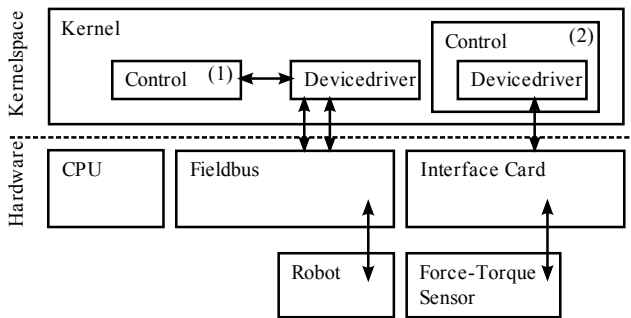 Kernelspace
Kernel
Control (1)
Devicedriver
Control (2)
Devicedriver
Hardware
CPU
Fieldbus
Interface Card
Robot
Force-Torque
Sensor